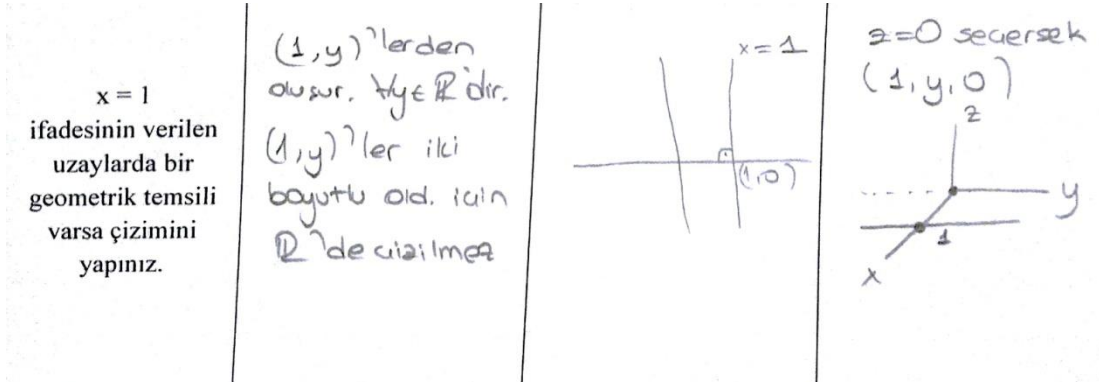 x = 1
ifadesinin verilen
uzaylarda bir
geometrik temsili
varsa çizimini
yapınız.
(1,y)'lerden
oluşur. ∀y∈ℝ'dir.
(1,y)'ler iki
boyutlu old. için
ℝ'de çizilmez
x=1
(1,0)
z=0 seçersek
(1,y,0)
z
y
1
x